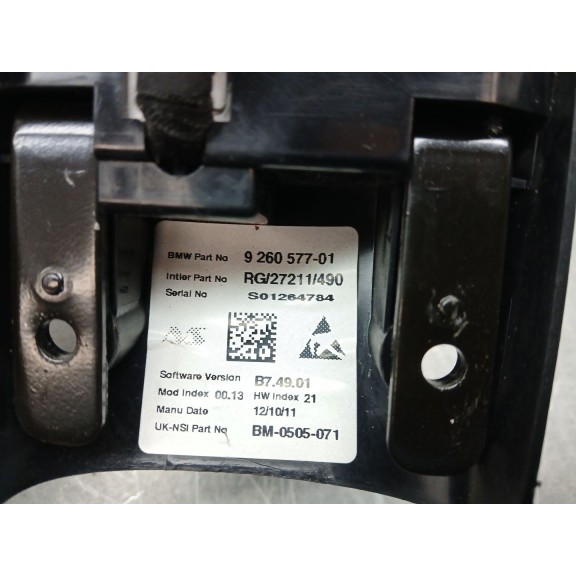 BMW Part No 9 260 577-01
Intier Part No RG/27211/490
Serial No S01264784
Software Version B7.49.01
Mod Index 00.13 HW Index 21
Manu Date 12/10/11
UK-NSI Part No BM-0505-071